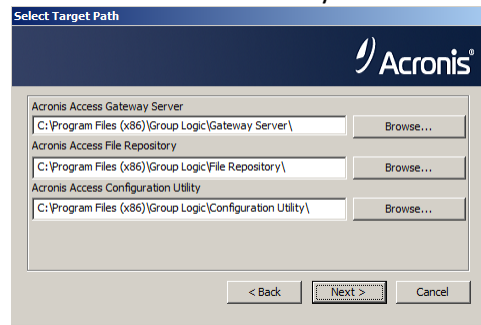 Select Target Path
Acronis®
Acronis Access Gateway Server
C:\Program Files (x86)\Group Logic\Gateway Server\
Browse...
Acronis Access File Repository
C:\Program Files (x86)\Group Logic\File Repository\
Browse...
Acronis Access Configuration Utility
C:\Program Files (x86)\Group Logic\Configuration Utility\
Browse...
< Back
Next >
Cancel